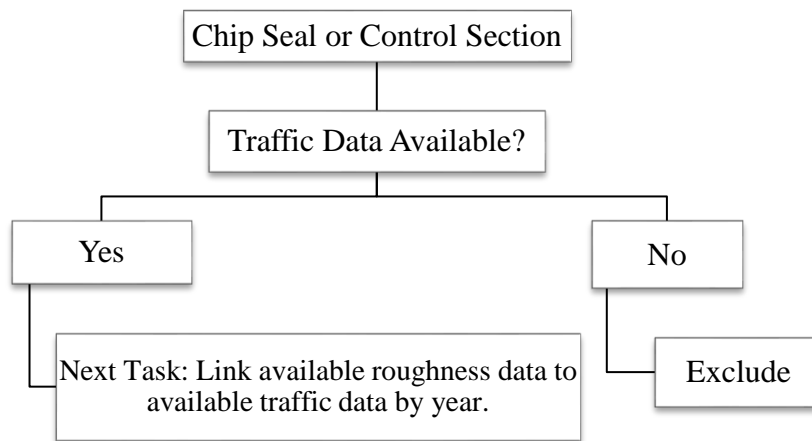 Chip Seal or Control Section
Traffic Data Available?
Yes
No
Next Task: Link available roughness data to
available traffic data by year.
Exclude